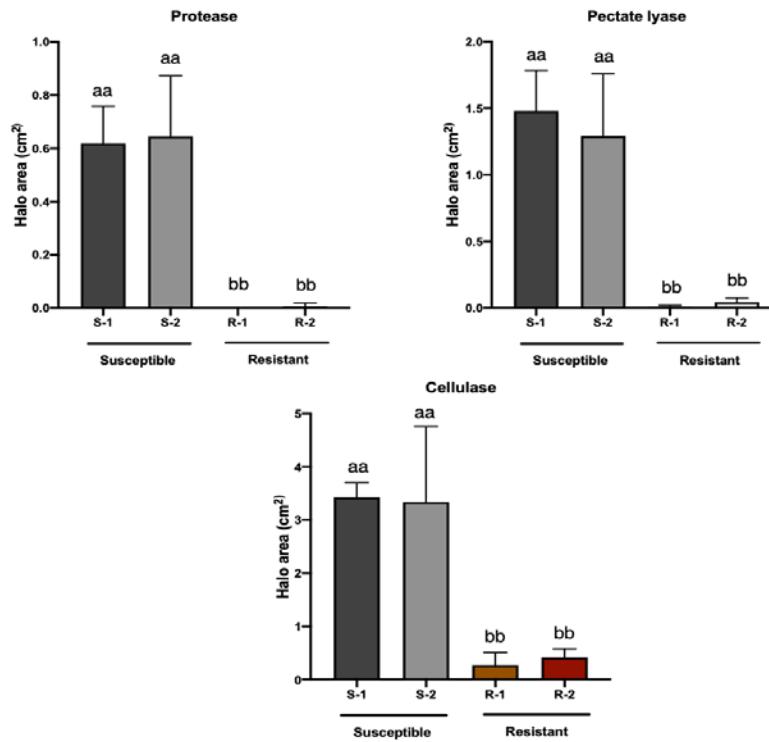 Protease
Halo area (cm2)
1.0
0.8
0.6
0.4
0.2
0.0
aa
aa
bb
bb
S-1
S-2
R-1
R-2
Susceptible
Resistant
Pectate lyase
Halo area (cm2)
2.0
1.5
1.0
0.5
0.0
aa
aa
bb
bb
S-1
S-2
R-1
R-2
Susceptible
Resistant
Cellulase
Halo area (cm2)
5
4
3
2
1
0
aa
aa
bb
bb
S-1
S-2
R-1
R-2
Susceptible
Resistant